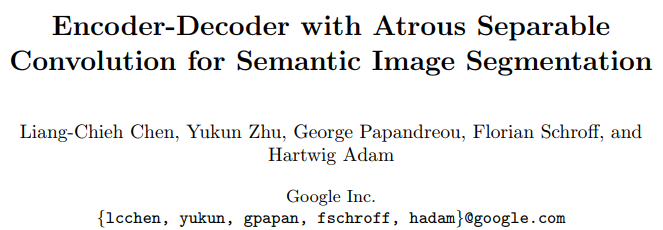 Encoder-Decoder with Atrous Separable
Convolution for Semantic Image Segmentation
Liang-Chieh Chen, Yukun Zhu, George Papandreou, Florian Schroff, and
Hartwig Adam
Google Inc.
{lcchen, yukun, gpapan, fschroff, hadam}@google.com